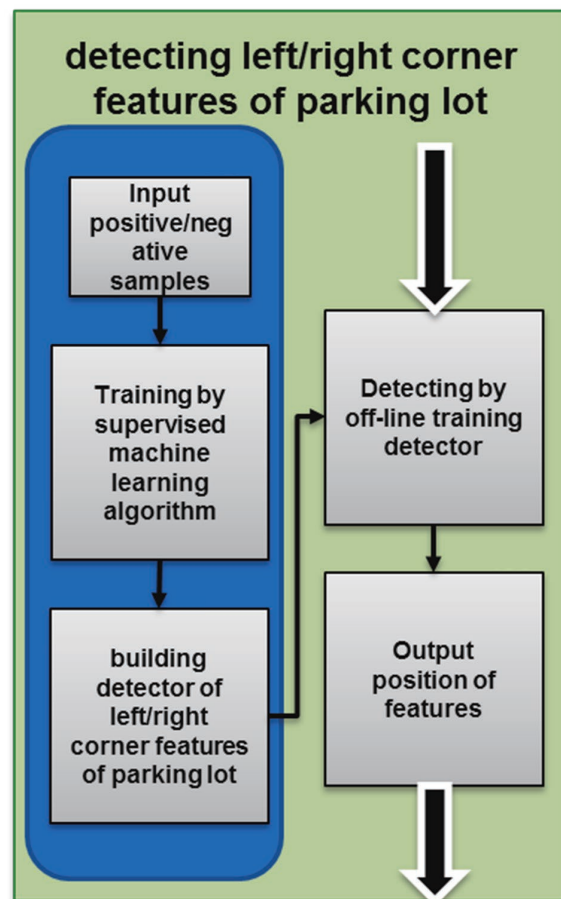 detecting left/right corner
features of parking lot
Input
positive/neg
ative
samples
Training by
supervised
machine
learning
algorithm
building
detector of
left/right
corner features
of parking lot
Detecting by
off-line training
detector
Output
position of
features